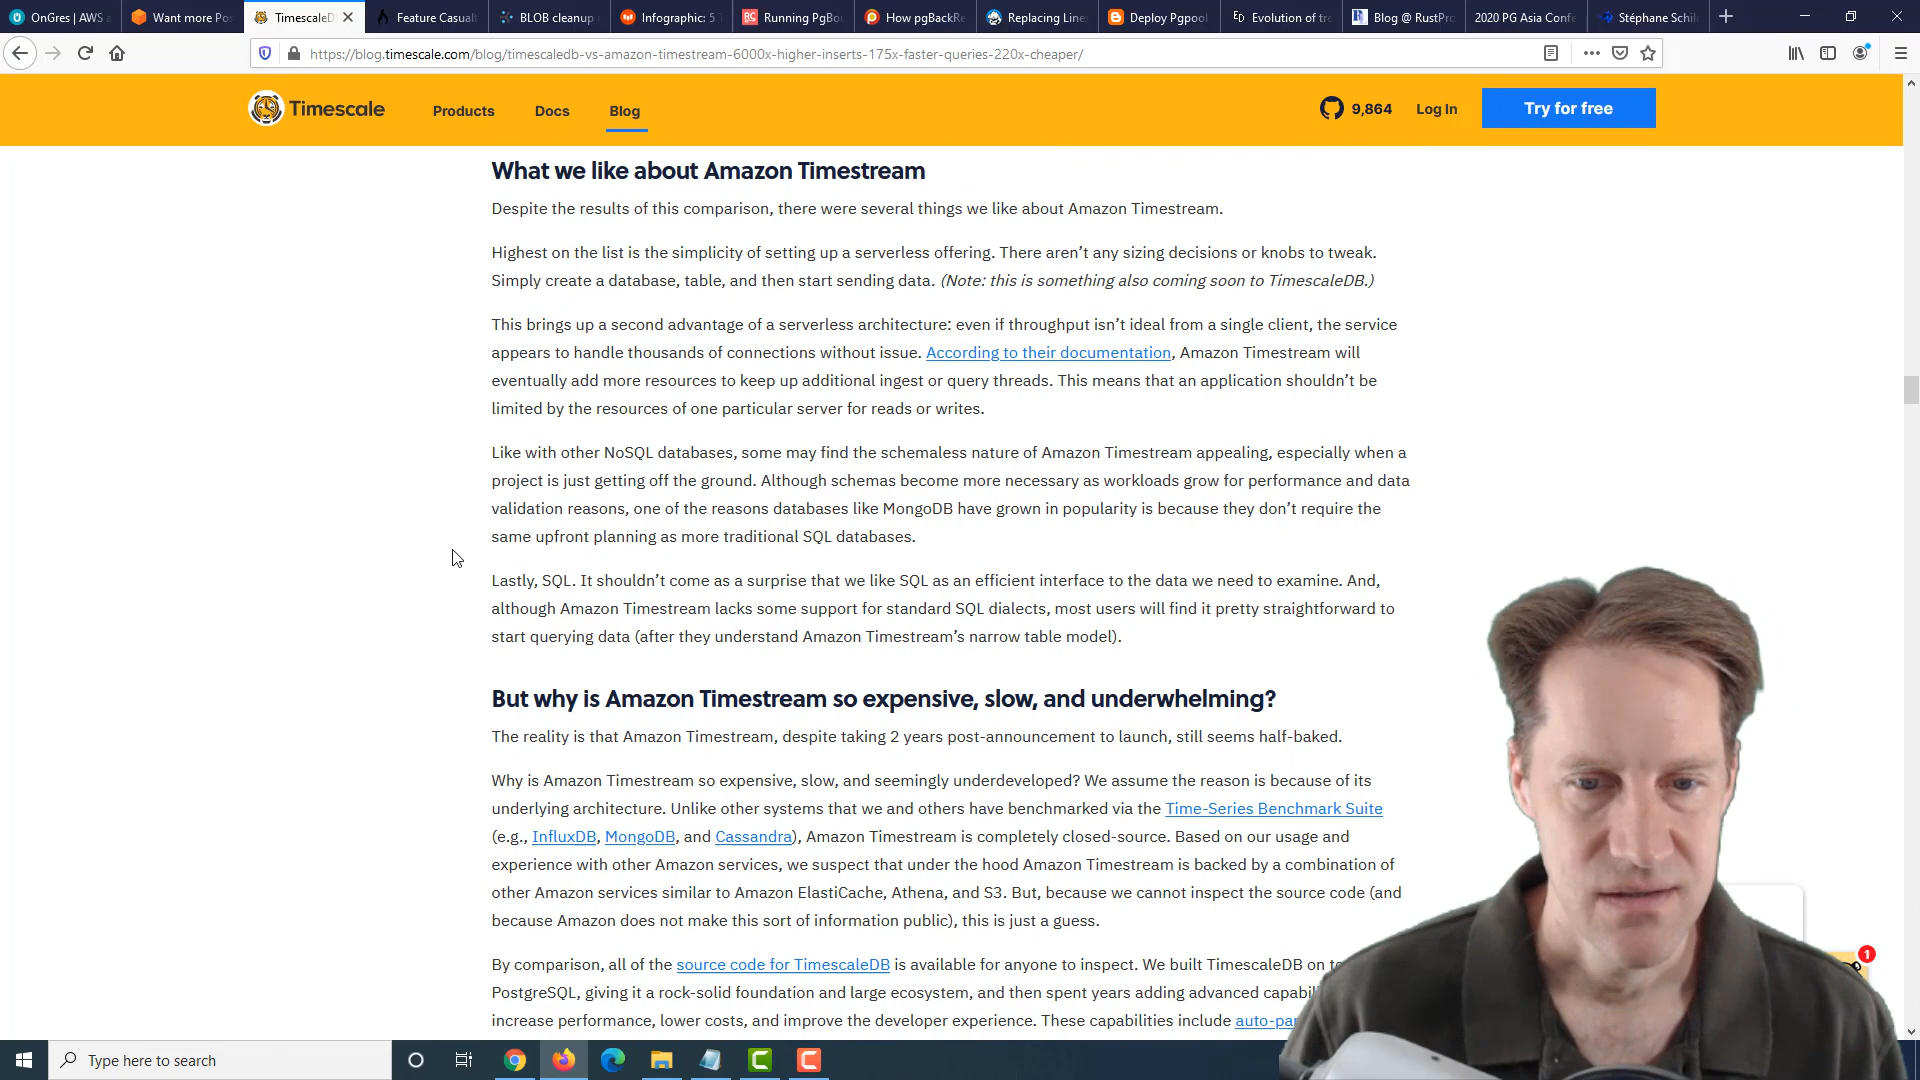 OnGres | AWS a
Want more Pos
TimescaleD
Feature Casualt
BLOB cleanup
Infographic: 5 T
Running PgBou
How pgBackRe
Replacing Line
Deploy Pgpool
Evolution of tre
Blog @ RustPro
2020 PG Asia Confe
Stéphane Schil
https://blog.timescale.com/blog/timescaledb-vs-amazon-timestream-6000x-higher-inserts-175x-faster-queries-220x-cheaper/
Timescale
Products
Docs
Blog
9,864
Log In
Try for free
What we like about Amazon Timestream
Despite the results of this comparison, there were several things we like about Amazon Timestream.
Highest on the list is the simplicity of setting up a serverless offering. There aren’t any sizing decisions or knobs to tweak.
Simply create a database, table, and then start sending data. (Note: this is something also coming soon to TimescaleDB.)
This brings up a second advantage of a serverless architecture: even if throughput isn’t ideal from a single client, the service
appears to handle thousands of connections without issue. According to their documentation, Amazon Timestream will
eventually add more resources to keep up additional ingest or query threads. This means that an application shouldn’t be
limited by the resources of one particular server for reads or writes.
Like with other NoSQL databases, some may find the schemaless nature of Amazon Timestream appealing, especially when a
project is just getting off the ground. Although schemas become more necessary as workloads grow for performance and data
validation reasons, one of the reasons databases like MongoDB have grown in popularity is because they don’t require the
same upfront planning as more traditional SQL databases.
Lastly, SQL. It shouldn’t come as a surprise that we like SQL as an efficient interface to the data we need to examine. And,
although Amazon Timestream lacks some support for standard SQL dialects, most users will find it pretty straightforward to
start querying data (after they understand Amazon Timestream’s narrow table model).
But why is Amazon Timestream so expensive, slow, and underwhelming?
The reality is that Amazon Timestream, despite taking 2 years post-announcement to launch, still seems half-baked.
Why is Amazon Timestream so expensive, slow, and seemingly underdeveloped? We assume the reason is because of its
underlying architecture. Unlike other systems that we and others have benchmarked via the Time-Series Benchmark Suite
(e.g., InfluxDB, MongoDB, and Cassandra), Amazon Timestream is completely closed-source. Based on our usage and
experience with other Amazon services, we suspect that under the hood Amazon Timestream is backed by a combination of
other Amazon services similar to Amazon ElastiCache, Athena, and S3. But, because we cannot inspect the source code (and
because Amazon does not make this sort of information public), this is just a guess.
By comparison, all of the source code for TimescaleDB is available for anyone to inspect. We built TimescaleDB on
PostgreSQL, giving it a rock-solid foundation and large ecosystem, and then spent years adding advanced
increase performance, lower costs, and improve the developer experience. These capabilities include
1
Type here to search